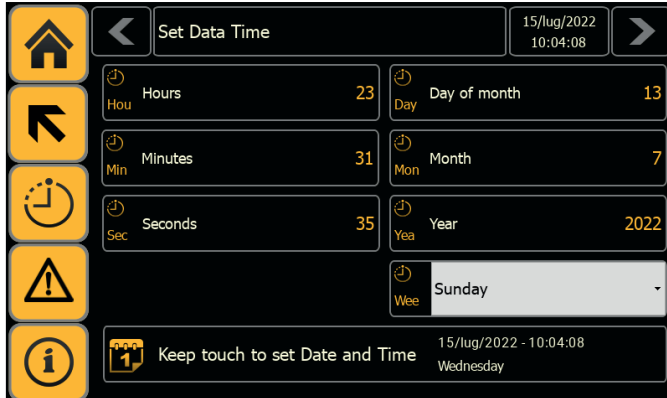 Set Data Time
15/lug/2022
10:04:08
Hou Hours 23
Day Day of month 13
Min Minutes 31
Mon Month 7
Sec Seconds 35
Yea Year 2022
Wee Sunday
1 Keep touch to set Date and Time
15/lug/2022 - 10:04:08
Wednesday
i